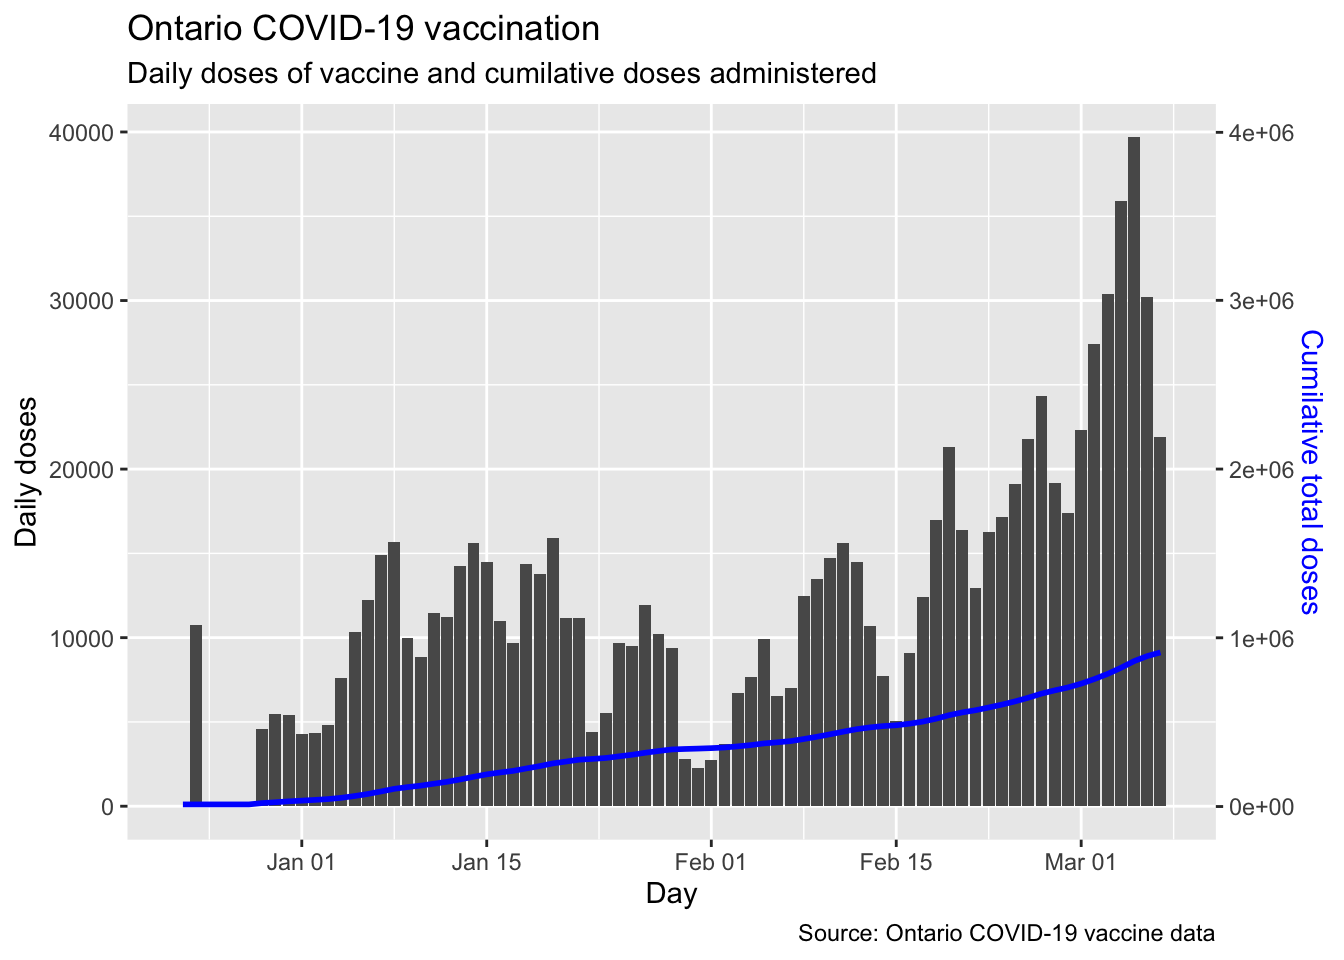 Ontario COVID-19 vaccination
Daily doses of vaccine and cumilative doses administered
40000
30000
20000
10000
0
Daily doses
4e+06
3e+06
2e+06
1e+06
0e+00
Cumilative total doses
Jan 01
Jan 15
Feb 01
Feb 15
Mar 01
Day
Source: Ontario COVID-19 vaccine data